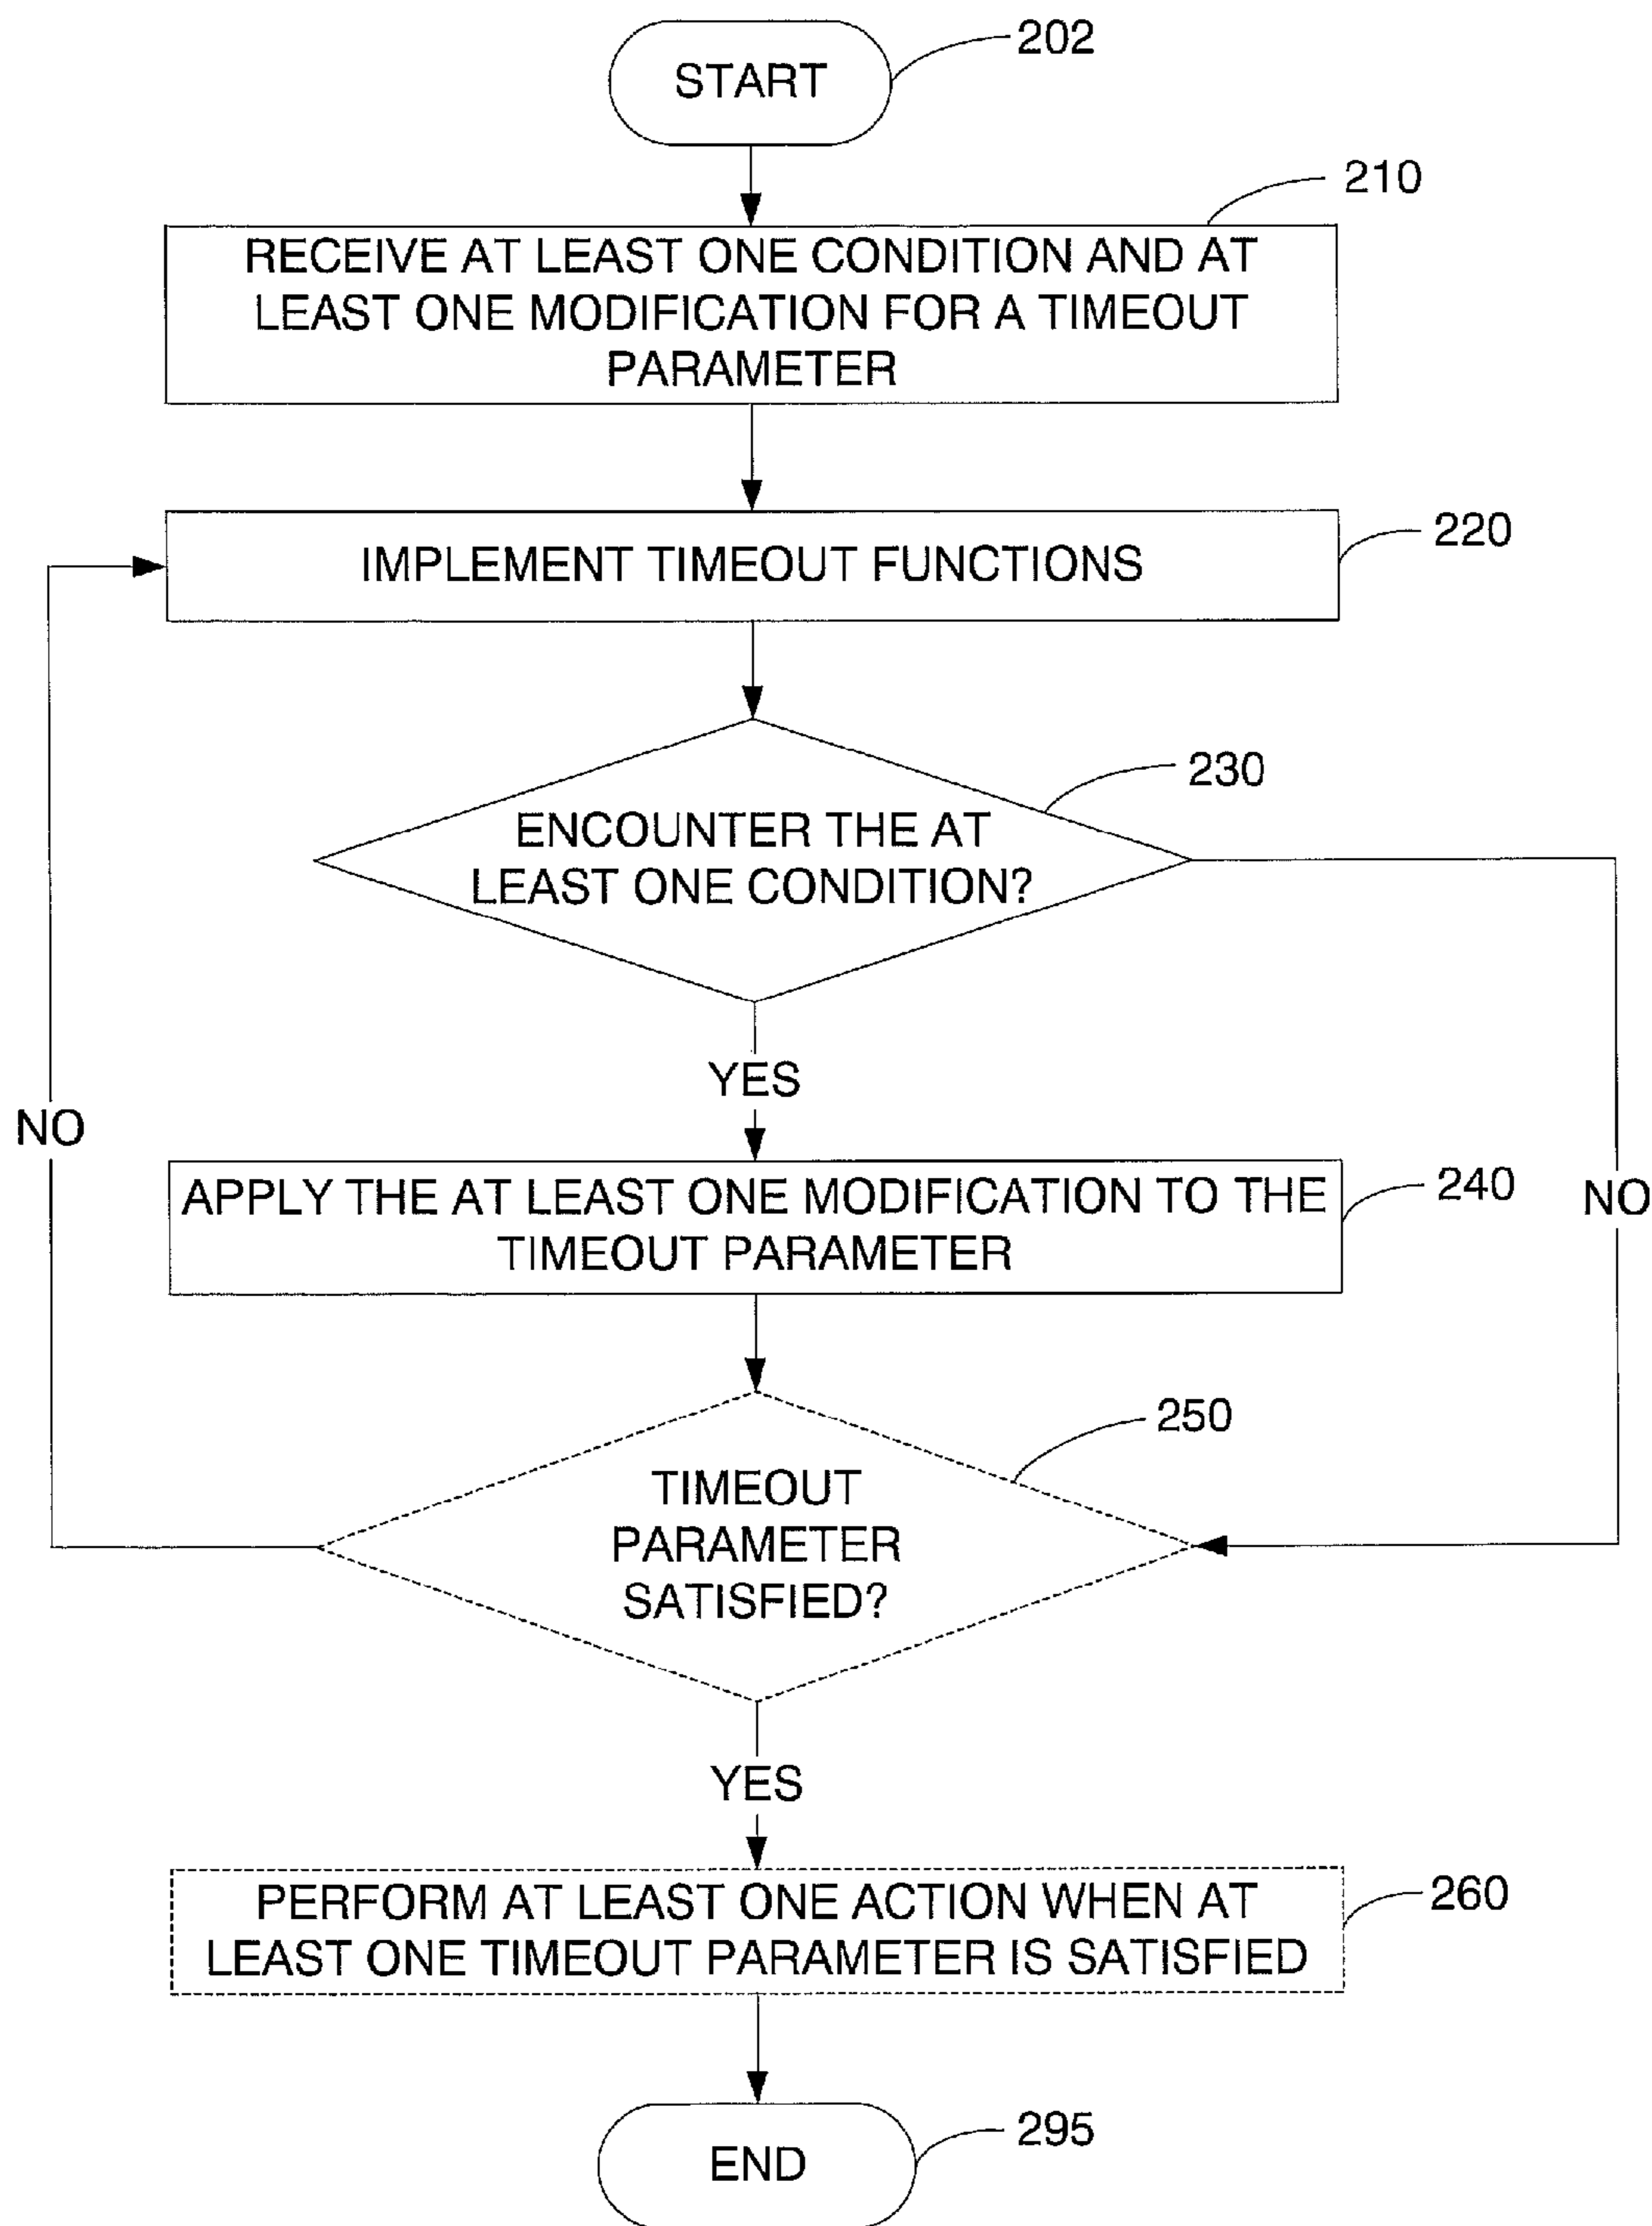 START
202
210
RECEIVE AT LEAST ONE CONDITION AND AT
LEAST ONE MODIFICATION FOR A TIMEOUT
PARAMETER
220
IMPLEMENT TIMEOUT FUNCTIONS
230
ENCOUNTER THE AT
LEAST ONE CONDITION?
YES
NO
NO
240
APPLY THE AT LEAST ONE MODIFICATION TO THE
TIMEOUT PARAMETER
250
TIMEOUT
PARAMETER
SATISFIED?
YES
260
PERFORM AT LEAST ONE ACTION WHEN AT
LEAST ONE TIMEOUT PARAMETER IS SATISFIED
END
295